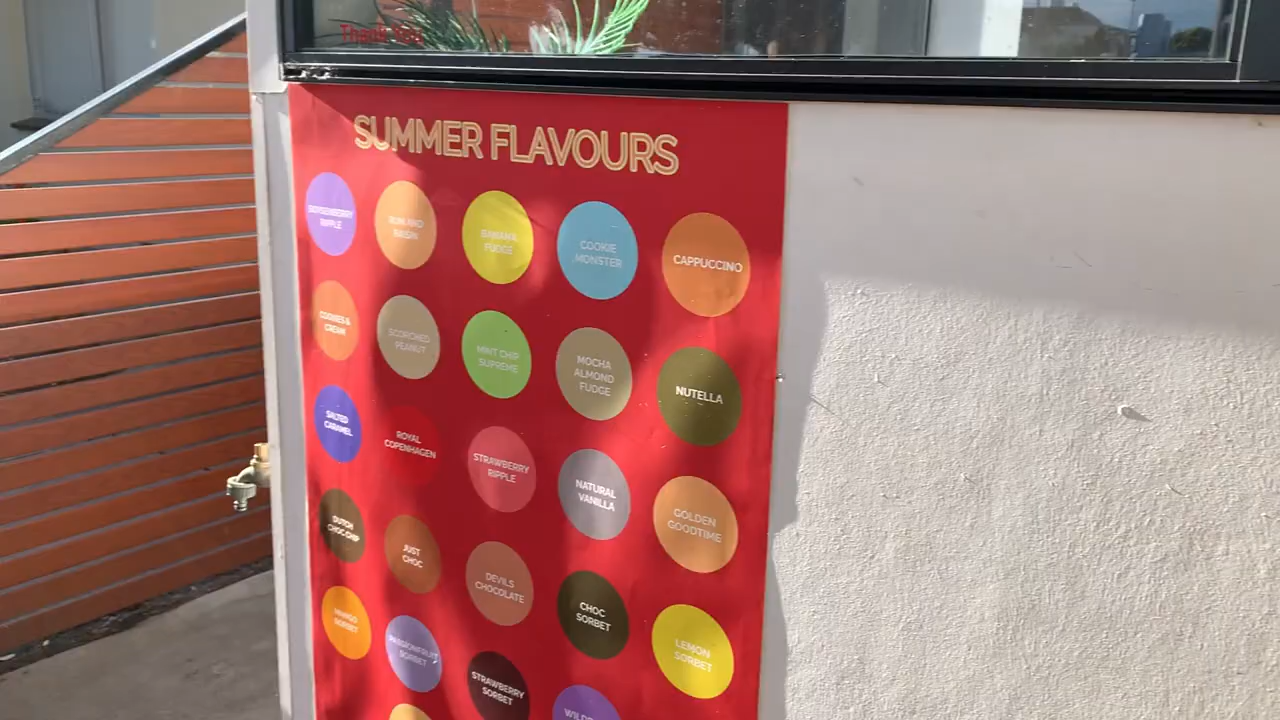 Thank You
SUMMER FLAVOURS
BOYSENBERRY
RIPPLE
RUM AND
RAISIN
BANANA
FUDGE
COOKIE
MONSTER
CAPPUCCINO
COOKIES &
CREAM
SCORCHED
PEANUT
MINT CHIP
SUPREME
MOCHA
ALMOND
FUDGE
NUTELLA
SALTED
CARAMEL
ROYAL
COPENHAGEN
STRAWBERRY
RIPPLE
NATURAL
VANILLA
GOLDEN
GOODTIME
DUTCH
CHOC CHIP
JUST
CHOC
DEVILS
CHOCOLATE
CHOC
SORBET
LEMON
SORBET
MANGO
SORBET
PASSIONFRUIT
SORBET
STRAWBERRY
SORBET